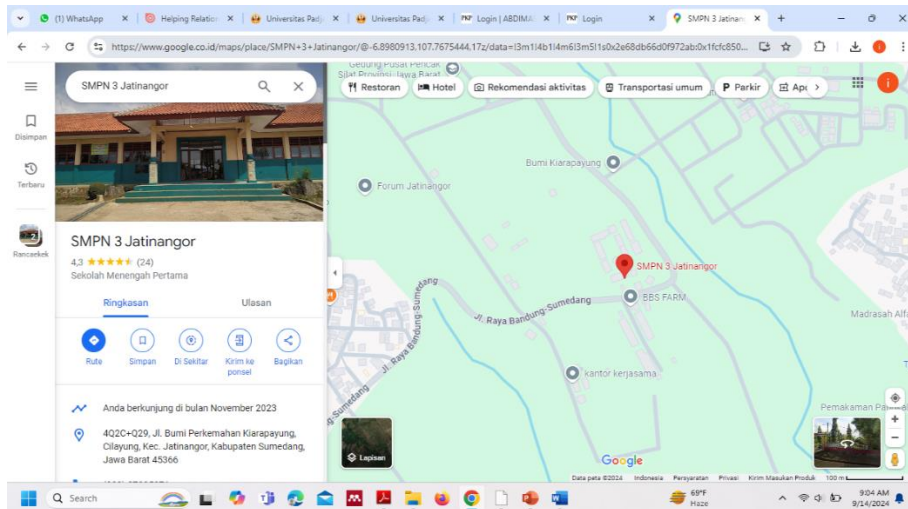 (1) WhatsApp
Helping Relation
Universitas Padj
Universitas Padj
Login | ABDIMA
Login
SMPN 3 Jatinang
https://www.google.co.id/maps/place/SMPN+3+Jatinangor/@-6.8980913,107.7675444,17z/data=!3m1!4b1!4m6!3m5!1s0x2e68db66d0f972ab:0x1fcfc850...
SMPN 3 Jatinangor
Restoran
Hotel
Rekomendasi aktivitas
Transportasi umum
P Parkir
Disimpan
Terbaru
2
Rancaekek
SMPN 3 Jatinangor
4,3 (24)
Sekolah Menengah Pertama
Ringkasan
Ulasan
Rute
Simpan
Di Sekitar
Kirim ke
ponsel
Bagikan
Anda berkunjung di bulan November 2023
4Q2C+Q29, Jl. Bumi Perkemahan Kiarapayung,
Cilayung, Kec. Jatinangor, Kabupaten Sumedang,
Jawa Barat 45366
Gedung Pusat Pencak
Silat Provinsi Jawa Barat
Bumi Kiarapayung
Forum Jatinangor
SMPN 3 Jatinangor
BBS FARM
Jl. Raya Bandung-Sumedang
Jl. Raya Bandung-Sumedang
kantor kerjasama
Madrasah Alf
Pemakaman
Lapisan
Google
Data peta ©2024
Indonesia
Persyaratan
Privasi
Kirim Masukan Produk
100 m
Search
69°F
Haze
9:04 AM
9/14/2024